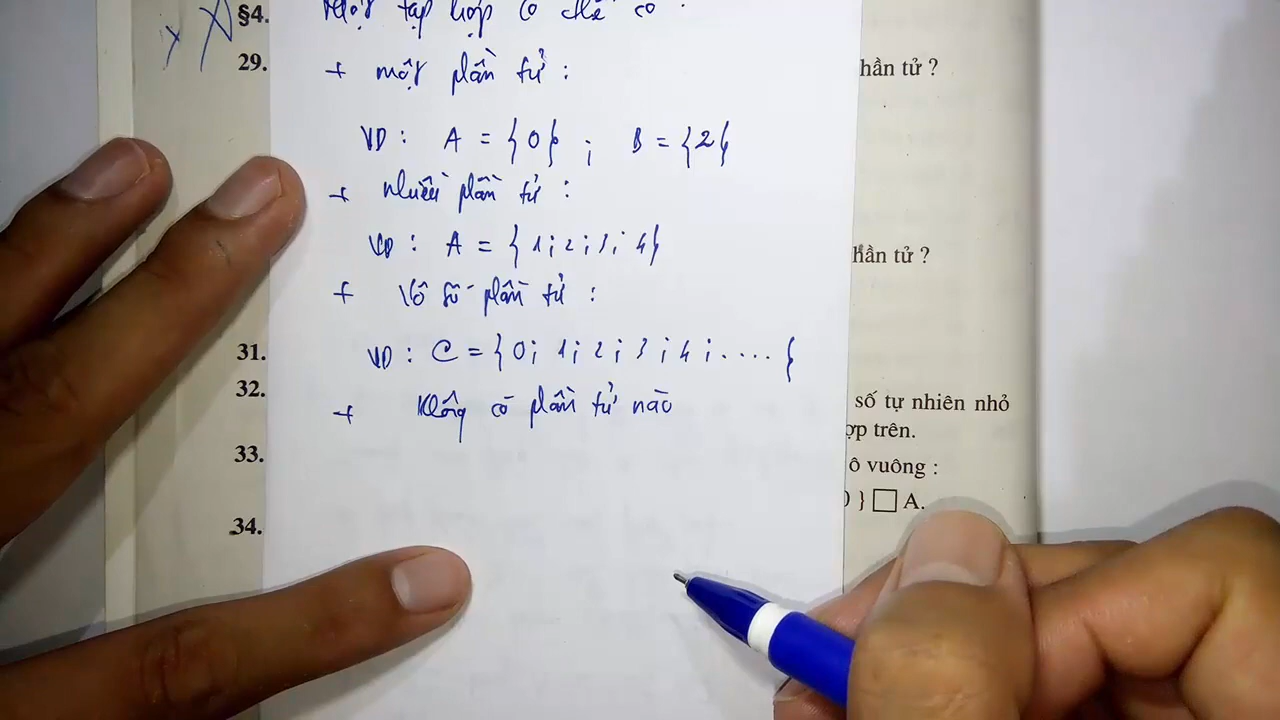 §4.
Một tập hợp có thể có :
29.
+ một phần tử :
hần tử ?
VD : A = {0} ; B = {2}
+ nhiều phần tử :
VD : A = { 1 ; 2 ; 3 ; 4}
hần tử ?
+ Vô số phần tử :
31.
VD : C = { 0 ; 1 ; 2 ; 3 ; 4 ; .... }
32.
+ Không có phần tử nào
số tự nhiên nhỏ
ợp trên.
33.
ô vuông :
) } □ A.
34.